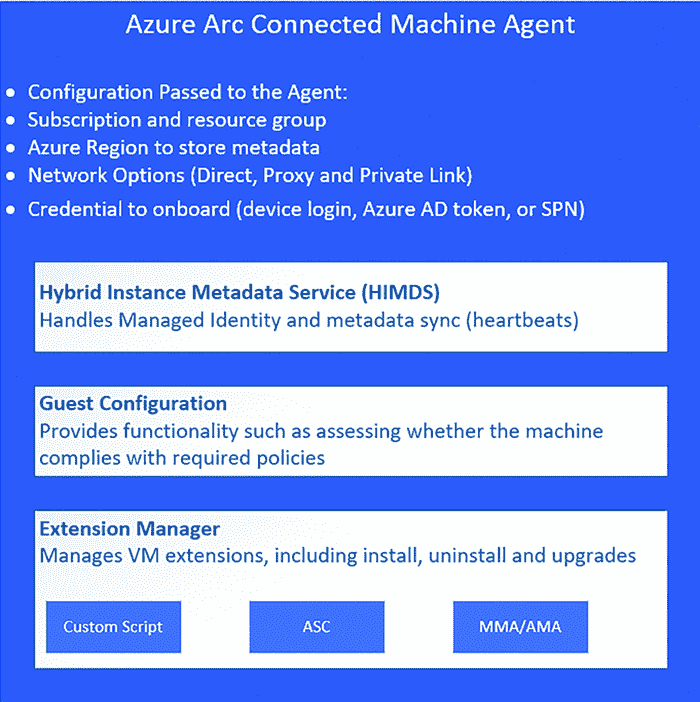 Azure Arc Connected Machine Agent
• Configuration Passed to the Agent:
• Subscription and resource group
• Azure Region to store metadata
• Network Options (Direct, Proxy and Private Link)
• Credential to onboard (device login, Azure AD token, or SPN)
Hybrid Instance Metadata Service (HIMDS)
Handles Managed Identity and metadata sync (heartbeats)
Guest Configuration
Provides functionality such as assessing whether the machine
complies with required policies
Extension Manager
Manages VM extensions, including install, uninstall and upgrades
Custom Script
ASC
MMA/AMA